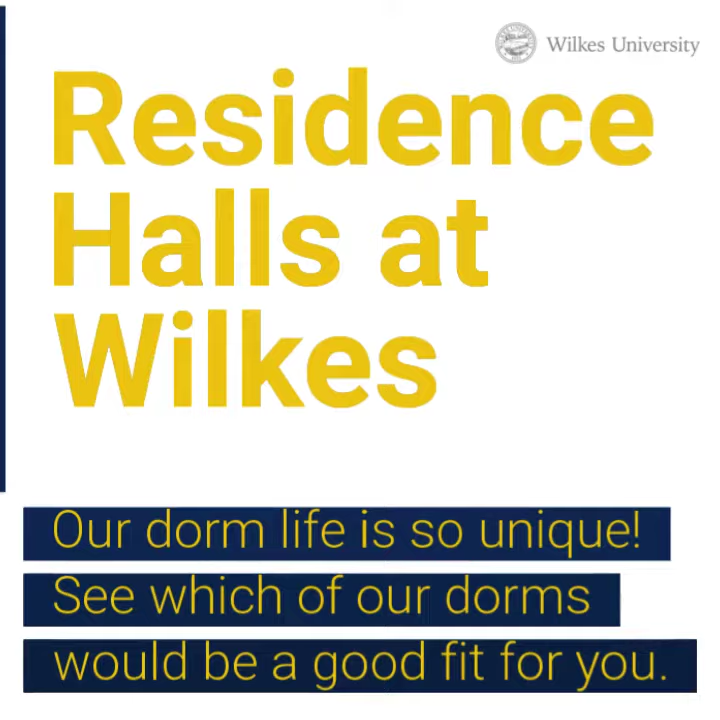 Wilkes University
Residence
Halls at
Wilkes
Our dorm life is so unique!
See which of our dorms
would be a good fit for you.